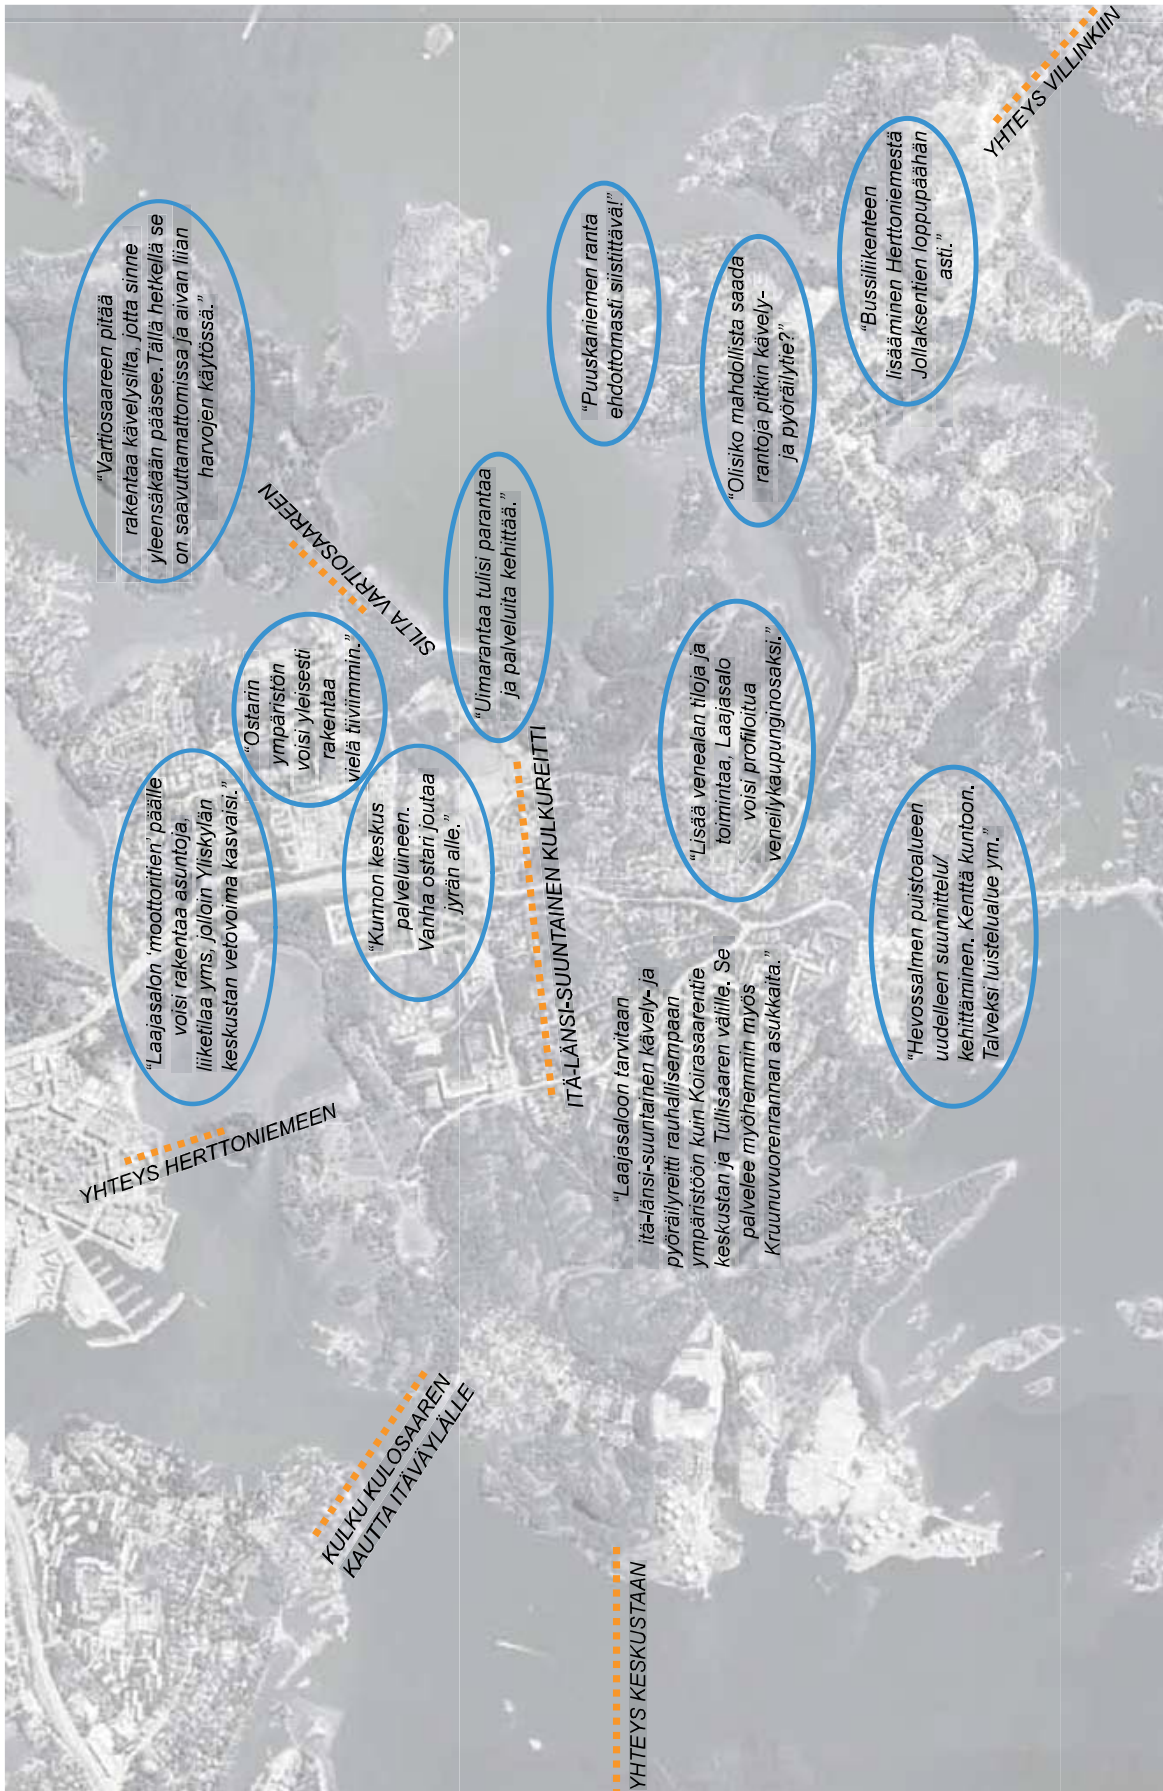 YHTEYS KESKUSTAAN
KULKU KULOSAAREN
KAUTTA ITÄVÄYLÄLLE
YHTEYS HERTTONIEMEEN
“Laajasalon ‘moottoritien’ päälle
voisi rakentaa asuntoja,
liiketilaa yms, jolloin Yliskylän
keskustan vetovoima kasvaisi.”
“Ostarin
ympäristön
voisi yleisesti
rakentaa
vielä tiiviimmin.”
“Vartiosaareen pitää
rakentaa kävelysilta, jotta sinne
yleensäkään pääsee. Tällä hetkellä se
on saavuttamattomissa ja aivan liian
harvojen käytössä.”
SILTA VARTIOSAAREEN
“Kunnon keskus
palveluineen.
Vanha ostari joutaa
jyrän alle.”
“Uimarantaa tulisi parantaa
ja palveluita kehittää.”
ITÄ-LÄNSI-SUUNTAINEN KULKUREITTI
“Puuskaniemen ranta
ehdottomasti siistittävä!”
“Laajasaloon tarvitaan
itä-länsi-suuntainen kävely- ja
pyöräilyreitti rauhallisempaan
ympäristöön kuin Koirasaarentie
keskustan ja Tullisaaren välille. Se
palvelee myöhemmin myös
Kruunuvuorenrannan asukkaita.”
“Lisää venealan tiloja ja
toimintaa, Laajasalo
voisi profiloitua
veneilykaupunginosaksi.”
“Olisiko mahdollista saada
rantoja pitkin kävely-
ja pyöräilytie?”
“Bussiliikenteen
lisääminen Herttoniemestä
Jollaksentien loppupäähän
asti.”
“Hevossalmen puistoalueen
uudelleen suunnittelu/
kehittäminen. Kenttä kuntoon.
Talveksi luistelualue ym.”
YHTEYS VILLINKIIN